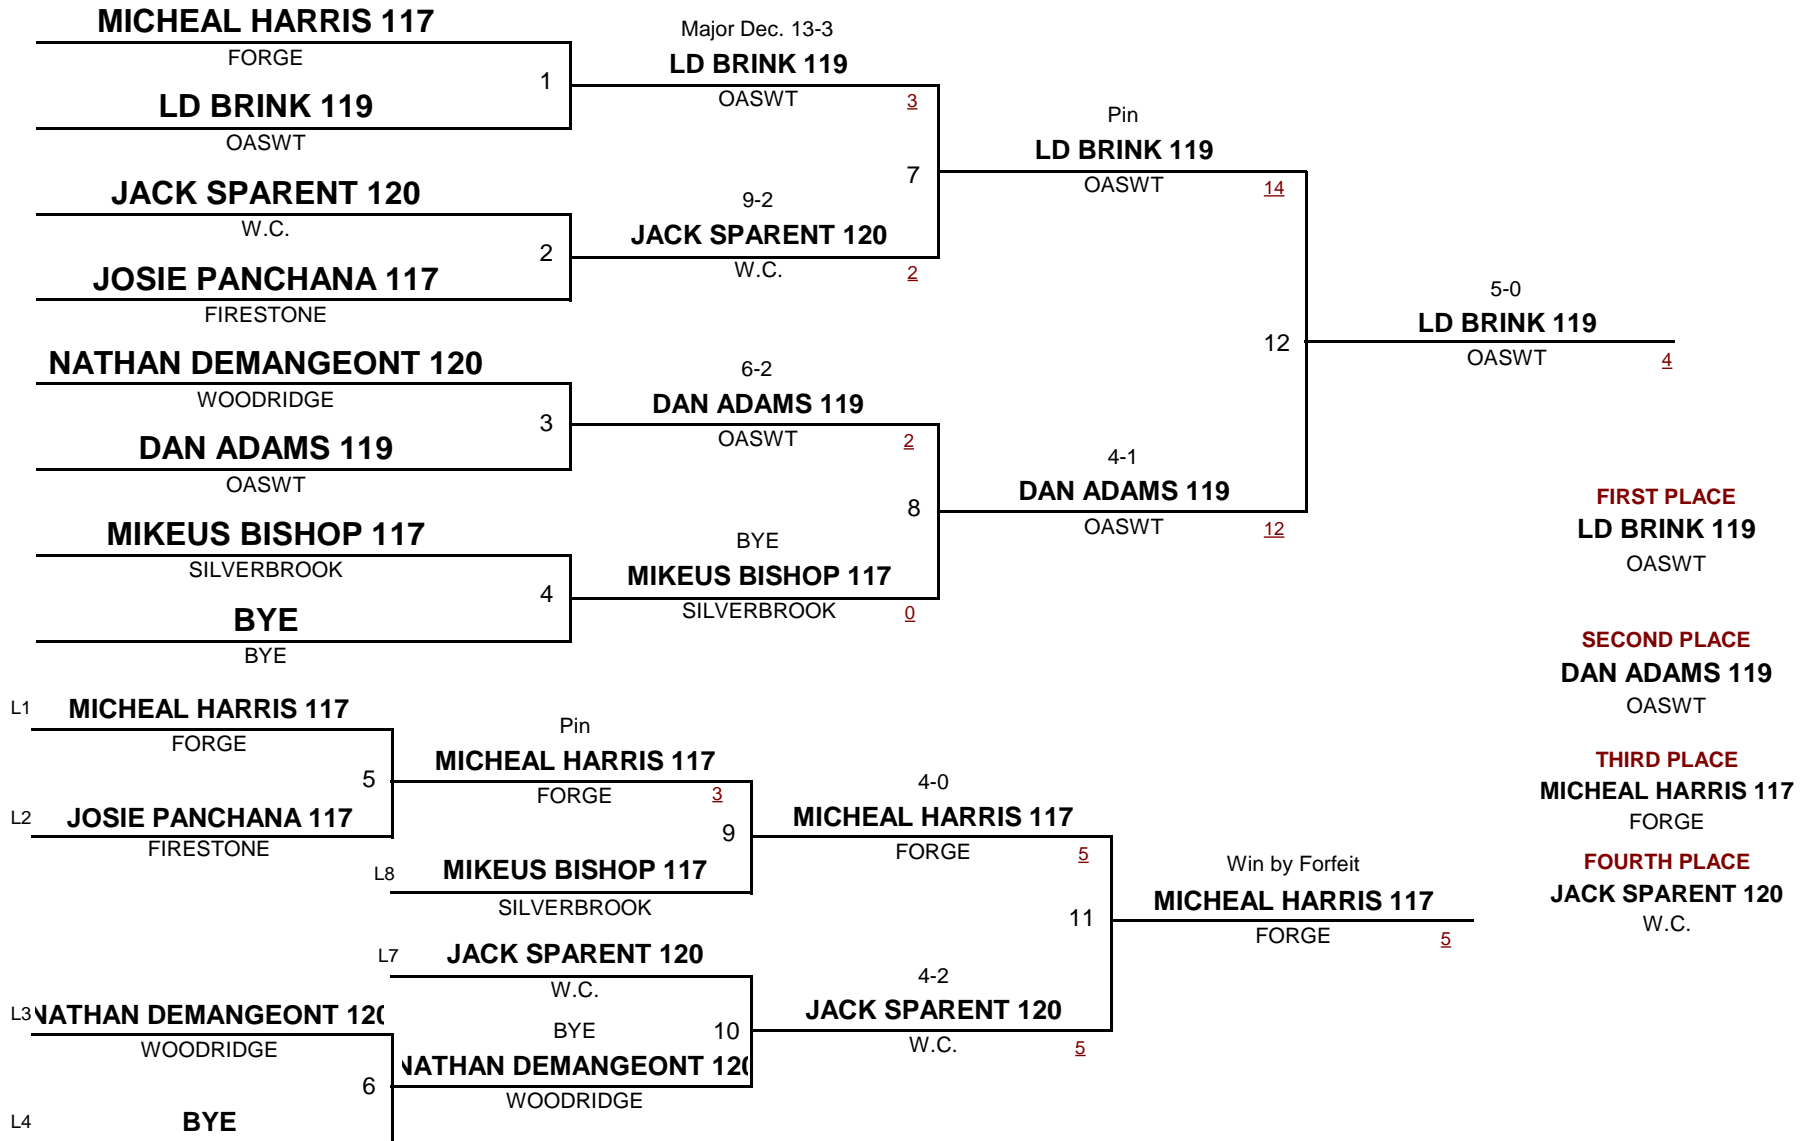 MICHEAL HARRIS 117
FORGE
1
LD BRINK 119
OASWT
JACK SPARENT 120
W.C.
2
JOSIE PANCHANA 117
FIRESTONE
NATHAN DEMANGEONT 120
WOODRIDGE
3
DAN ADAMS 119
OASWT
MIKEUS BISHOP 117
SILVERBROOK
4
BYE
BYE
Major Dec. 13-3
LD BRINK 119
OASWT 3
7
9-2
JACK SPARENT 120
W.C. 2
6-2
DAN ADAMS 119
OASWT 2
8
BYE
MIKEUS BISHOP 117
SILVERBROOK 0
Pin
LD BRINK 119
OASWT 14
12
4-1
DAN ADAMS 119
OASWT 12
5-0
LD BRINK 119
OASWT 4
FIRST PLACE
LD BRINK 119
OASWT
SECOND PLACE
DAN ADAMS 119
OASWT
THIRD PLACE
MICHEAL HARRIS 117
FORGE
FOURTH PLACE
JACK SPARENT 120
W.C.
L1 MICHEAL HARRIS 117
FORGE
5
L2 JOSIE PANCHANA 117
FIRESTONE
L3 NATHAN DEMANGEONT 120
WOODRIDGE
6
L4 BYE
Pin
MICHEAL HARRIS 117
FORGE 3
9
L8 MIKEUS BISHOP 117
SILVERBROOK
L7 JACK SPARENT 120
W.C.
BYE 10
NATHAN DEMANGEONT 120
WOODRIDGE
4-0
MICHEAL HARRIS 117
FORGE 5
11
4-2
JACK SPARENT 120
W.C. 5
Win by Forfeit
MICHEAL HARRIS 117
FORGE 5